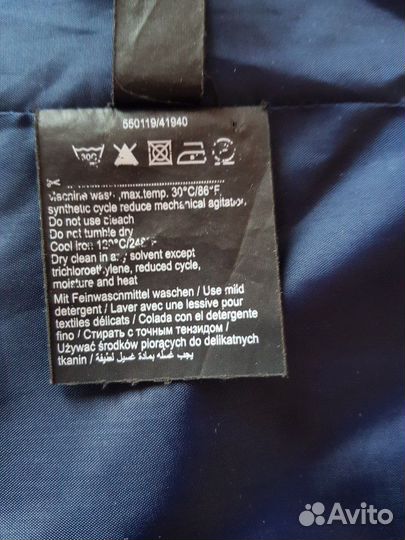 550119/41940
30C
Machine wash, max.temp. 30°C/86°F,
synthetic cycle reduce mechanical agitator,
Do not use bleach
Do not tumble dry
Cool iron 120°C/248°F
Dry clean in any solvent except
trichloroethylene, reduced cycle,
moisture and heat
Mit Feinwaschmittel waschen / Use mild
detergent / Laver avec une lessive pour
textiles délicats / Colada con el detergente
fino / Стирать с точным тензидом /
Używać środków piorących do delikatnych
tkanin / يجب غسله بمادة غسيل لطيفة
Avito